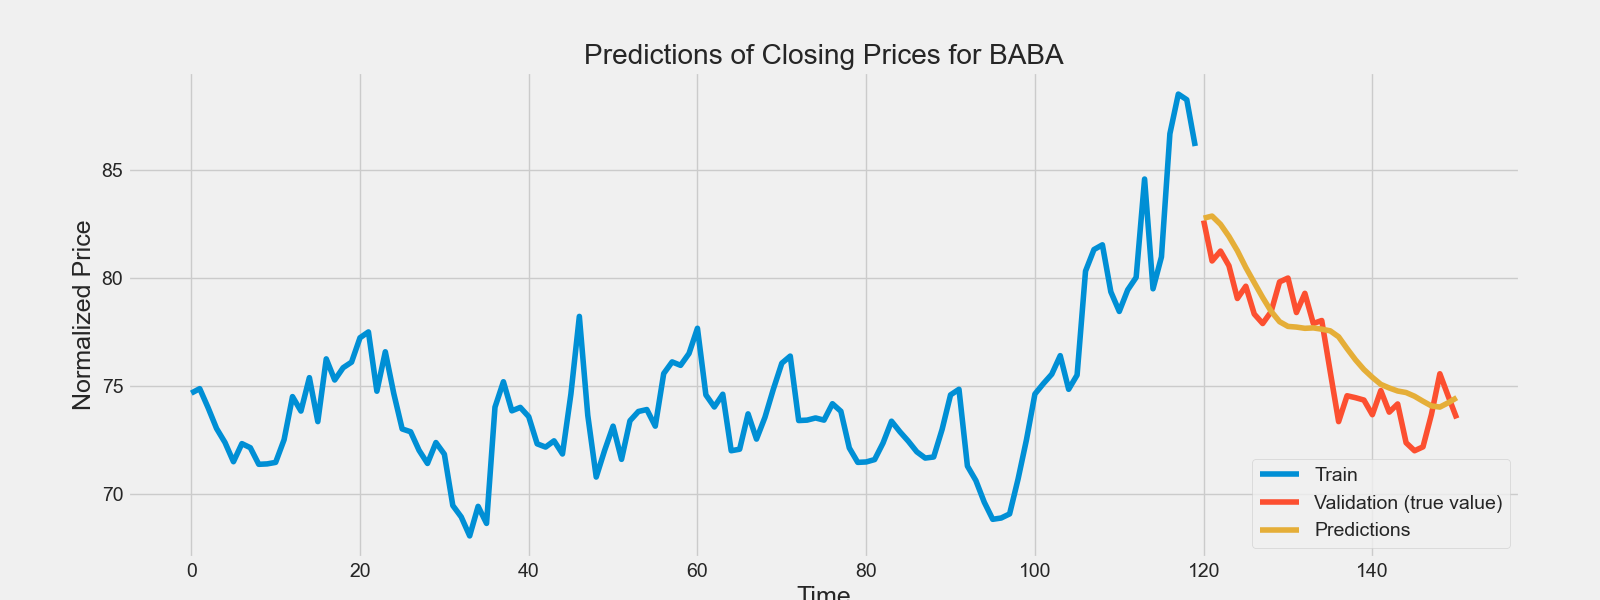 Predictions of Closing Prices for BABA
Normalized Price
85
80
75
70
0 20 40 60 80 100 120 140
Time
Train
Validation (true value)
Predictions